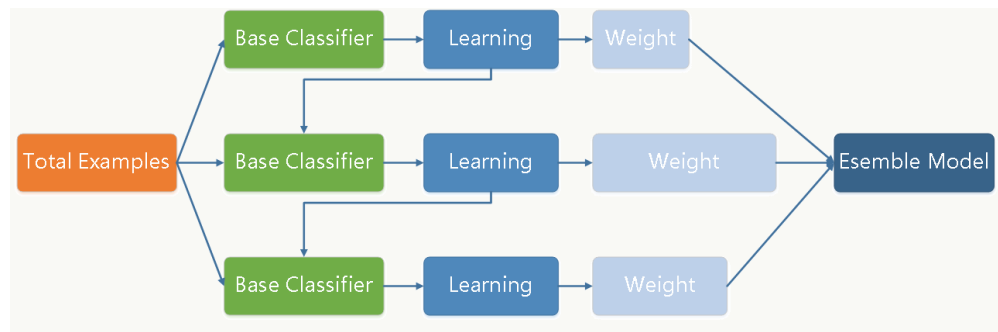 Base Classifier
Learning
Weight
Total Examples
Base Classifier
Learning
Weight
Esemble Model
Base Classifier
Learning
Weight